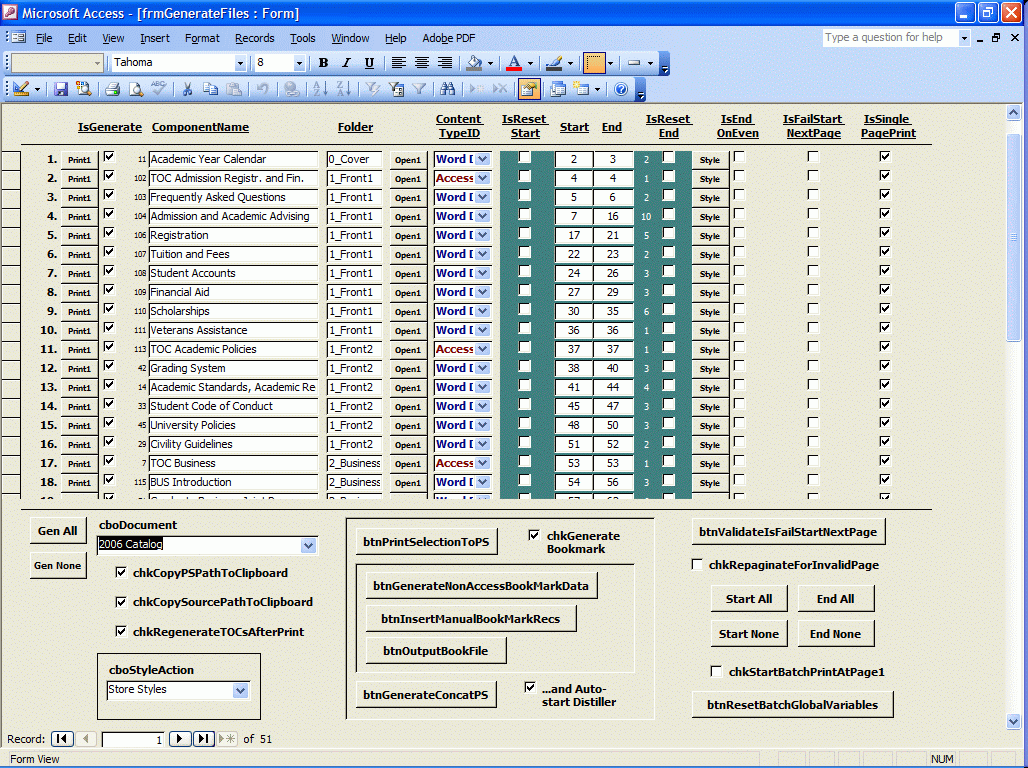 Microsoft Access - [frmGenerateFiles : Form]
File Edit View Insert Format Records Tools Window Help Adobe PDF Type a question for help
Tahoma 8 B I U
IsGenerate ComponentName Folder Content TypeID IsReset Start Start End IsReset End IsEnd OnEven IsFailStart NextPage IsSingle PagePrint
1. Print1 11 Academic Year Calendar 0_Cover Open1 Word D 2 3 2 Style
2. Print1 102 TOC Admission Registr. and Fin. 1_Front1 Open1 Access 4 4 1 Style
3. Print1 103 Frequently Asked Questions 1_Front1 Open1 Word D 5 6 2 Style
4. Print1 104 Admission and Academic Advising 1_Front1 Open1 Word D 7 16 10 Style
5. Print1 106 Registration 1_Front1 Open1 Word D 17 21 5 Style
6. Print1 107 Tuition and Fees 1_Front1 Open1 Word D 22 23 2 Style
7. Print1 108 Student Accounts 1_Front1 Open1 Word D 24 26 3 Style
8. Print1 109 Financial Aid 1_Front1 Open1 Word D 27 29 3 Style
9. Print1 110 Scholarships 1_Front1 Open1 Word D 30 35 6 Style
10. Print1 111 Veterans Assistance 1_Front1 Open1 Word D 36 36 1 Style
11. Print1 113 TOC Academic Policies 1_Front2 Open1 Access 37 37 1 Style
12. Print1 42 Grading System 1_Front2 Open1 Word D 38 40 3 Style
13. Print1 14 Academic Standards, Academic Re 1_Front2 Open1 Word D 41 44 4 Style
14. Print1 33 Student Code of Conduct 1_Front2 Open1 Word D 45 47 3 Style
15. Print1 45 University Policies 1_Front2 Open1 Word D 48 50 3 Style
16. Print1 29 Civility Guidelines 1_Front2 Open1 Word D 51 52 2 Style
17. Print1 7 TOC Business 2_Business Open1 Access 53 53 1 Style
18. Print1 115 BUS Introduction 2_Business Open1 Word D 54 56 3 Style
Gen All
Gen None
cboDocument
2006 Catalog
chkCopyPSPathToClipboard
chkCopySourcePathToClipboard
chkRegenerateTOCsAfterPrint
cboStyleAction
Store Styles
btnPrintSelectionToPS
chkGenerate
Bookmark
btnGenerateNonAccessBookMarkData
btnInsertManualBookMarkRecs
btnOutputBookFile
btnGenerateConcatPS
...and Auto-
start Distiller
btnValidateIsFailStartNextPage
chkRepaginateForInvalidPage
Start All End All
Start None End None
chkStartBatchPrintAtPage1
btnResetBatchGlobalVariables
Record: 1 of 51
Form View NUM